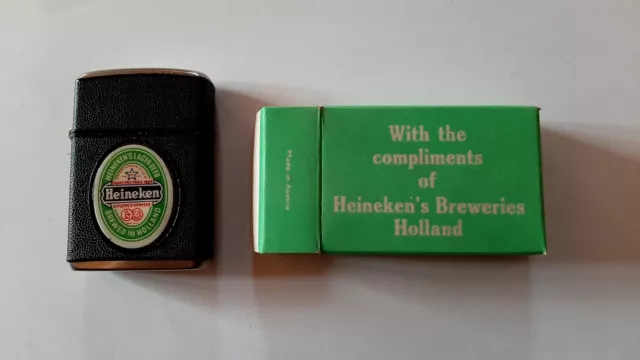 HEINEKEN'S LAGER BEER
Heineken
BREWED IN HOLLAND
Made in Austria
With the
compliments
of
Heineken's Breweries
Holland